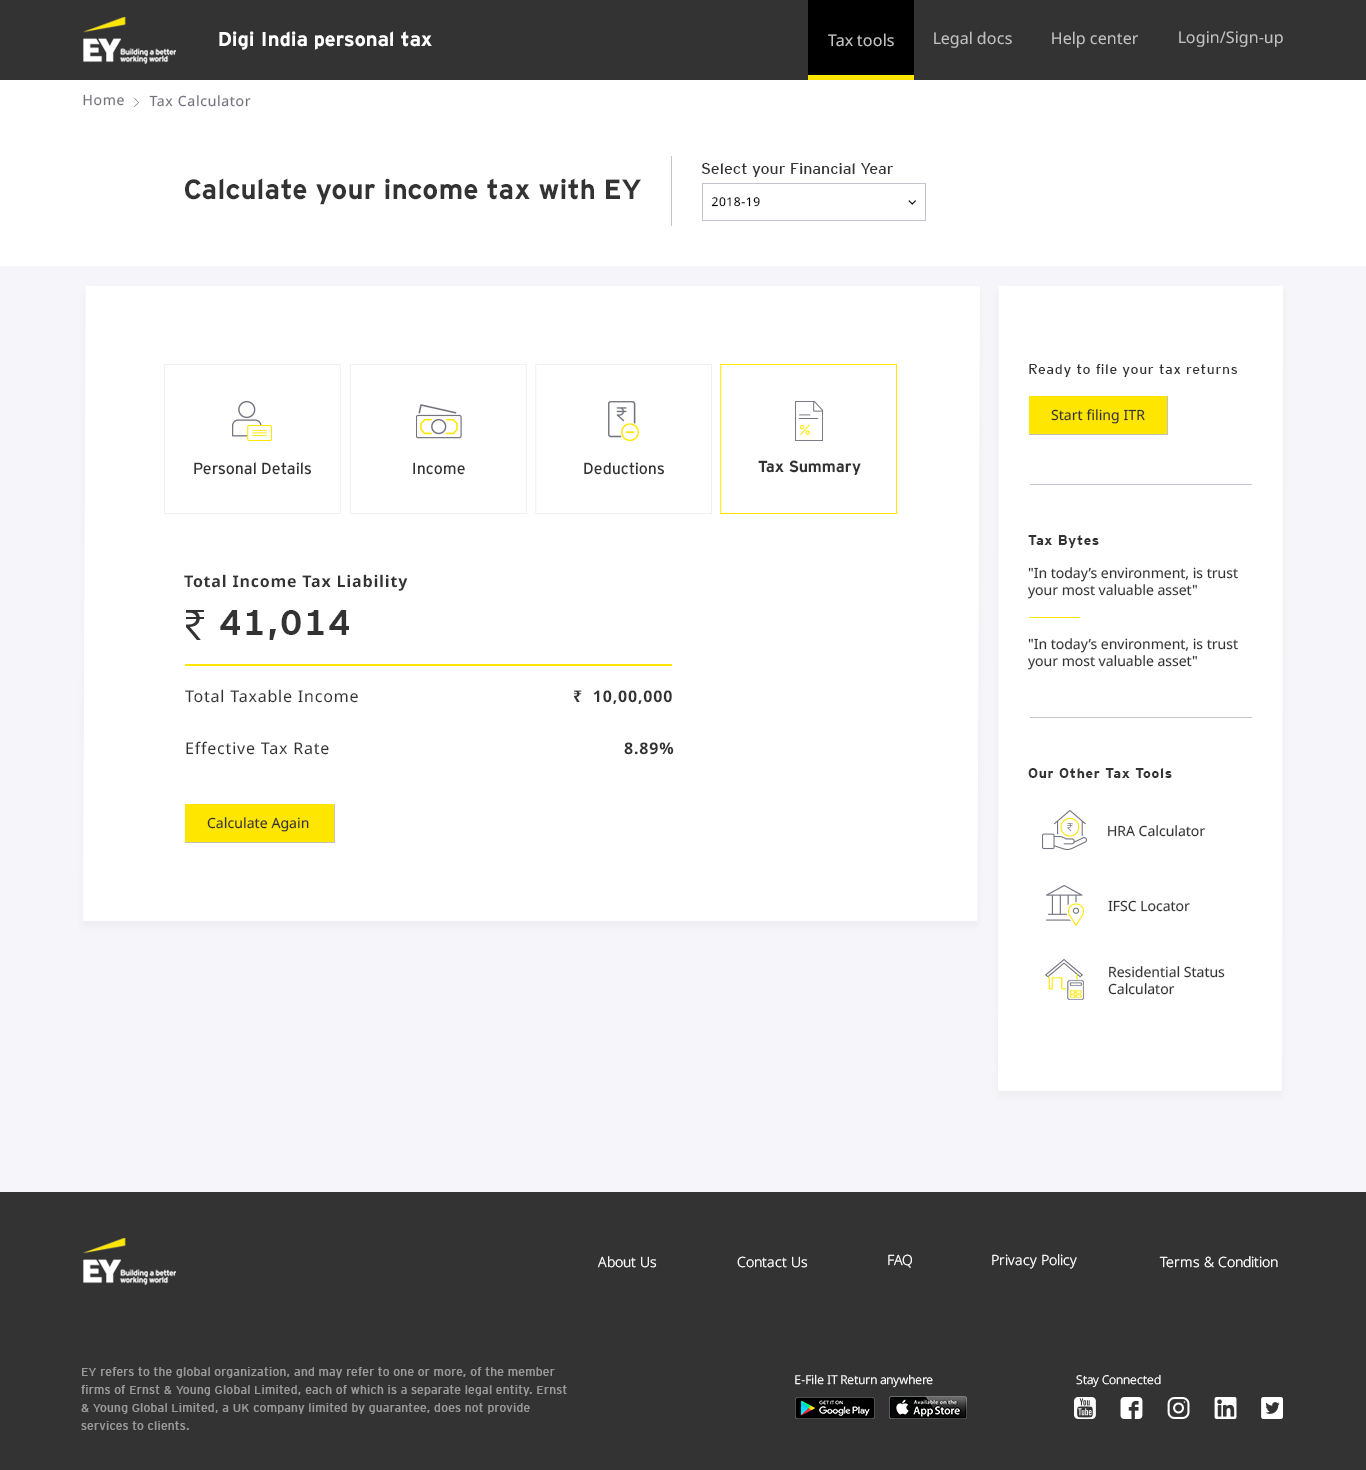 EY Building a better
working world
Digi India personal tax
Tax tools
Legal docs
Help center
Login/Sign-up
Home
Tax Calculator
Calculate your income tax with EY
Select your Financial Year
2018-19
Personal Details
Income
Deductions
Tax Summary
Total Income Tax Liability
₹ 41,014
Total Taxable Income ₹ 10,00,000
Effective Tax Rate 8.89%
Calculate Again
Ready to file your tax returns
Start filing ITR
Tax Bytes
"In today’s environment, is trust
your most valuable asset"
"In today’s environment, is trust
your most valuable asset"
Our Other Tax Tools
HRA Calculator
IFSC Locator
Residential Status
Calculator
EY Building a better
working world
About Us
Contact Us
FAQ
Privacy Policy
Terms & Condition
EY refers to the global organization, and may refer to one or more, of the member
firms of Ernst & Young Global Limited, each of which is a separate legal entity. Ernst
& Young Global Limited, a UK company limited by guarantee, does not provide
services to clients.
E-File IT Return anywhere
GET IT ON
Google Play
Available on the
App Store
Stay Connected
You
Tube